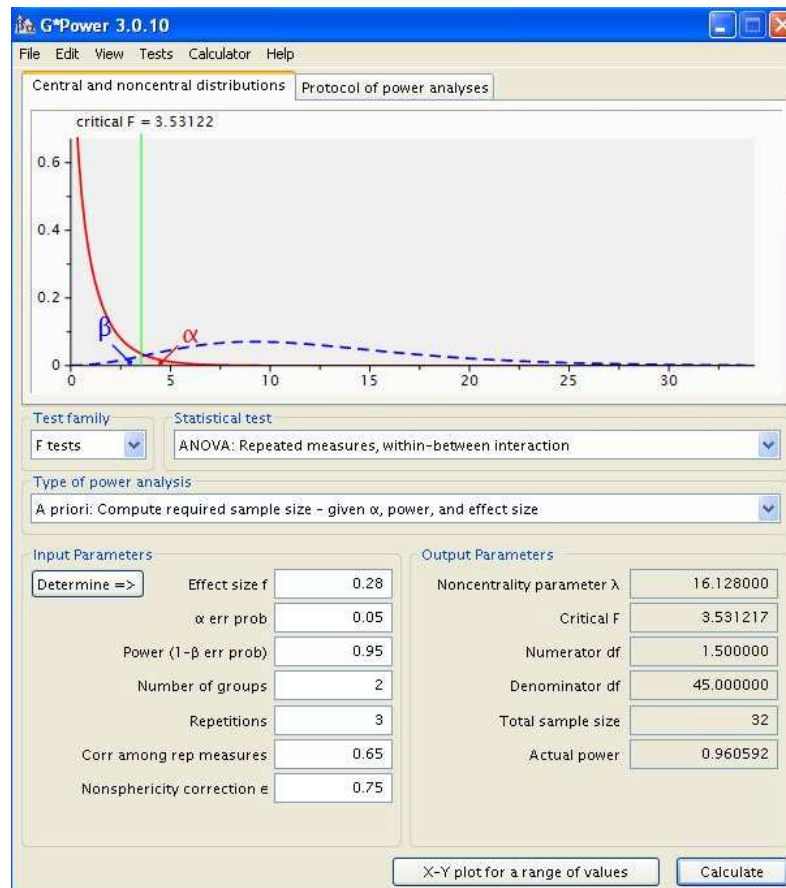 G*Power 3.0.10
File Edit View Tests Calculator Help
Central and noncentral distributions Protocol of power analyses
critical F = 3.53122
0.6
0.4
0.2
β α
0
0 5 10 15 20 25 30
Test family Statistical test
F tests ANOVA: Repeated measures, within-between interaction
Type of power analysis
A priori: Compute required sample size – given α, power, and effect size
Input Parameters Output Parameters
Determine => Effect size f 0.28 Noncentrality parameter λ 16.128000
α err prob 0.05 Critical F 3.531217
Power (1-β err prob) 0.95 Numerator df 1.500000
Number of groups 2 Denominator df 45.000000
Repetitions 3 Total sample size 32
Corr among rep measures 0.65 Actual power 0.960592
Nonsphericity correction ϵ 0.75
X-Y plot for a range of values Calculate